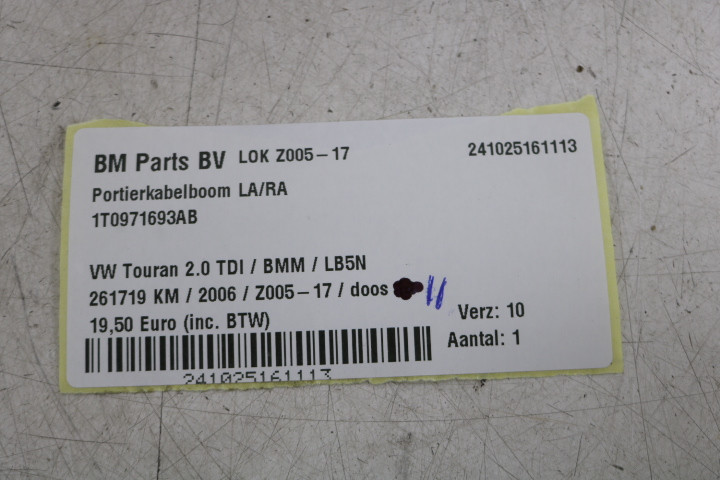 BM Parts BV LOK Z005-17 241025161113
Portierkabelboom LA/RA
1T0971693AB
VW Touran 2.0 TDI / BMM / LB5N
261719 KM / 2006 / Z005-17 / doos 11
19,50 Euro (inc. BTW)
Verz: 10
Aantal: 1
241025161113